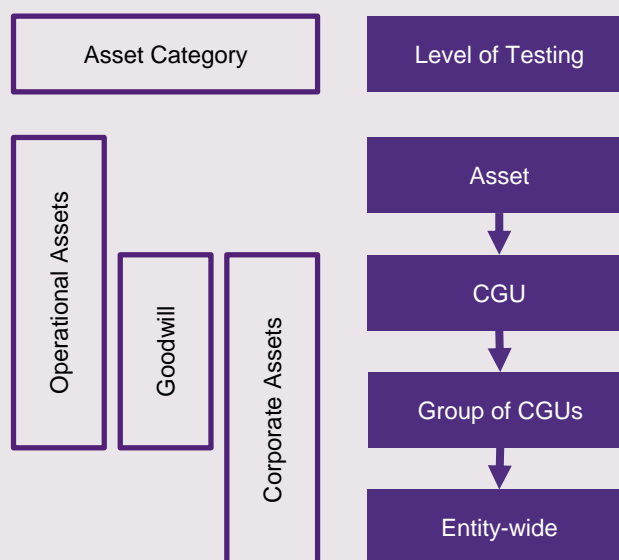 Asset Category
Level of Testing
Operational Assets
Goodwill
Corporate Assets
Asset
CGU
Group of CGUs
Entity-wide